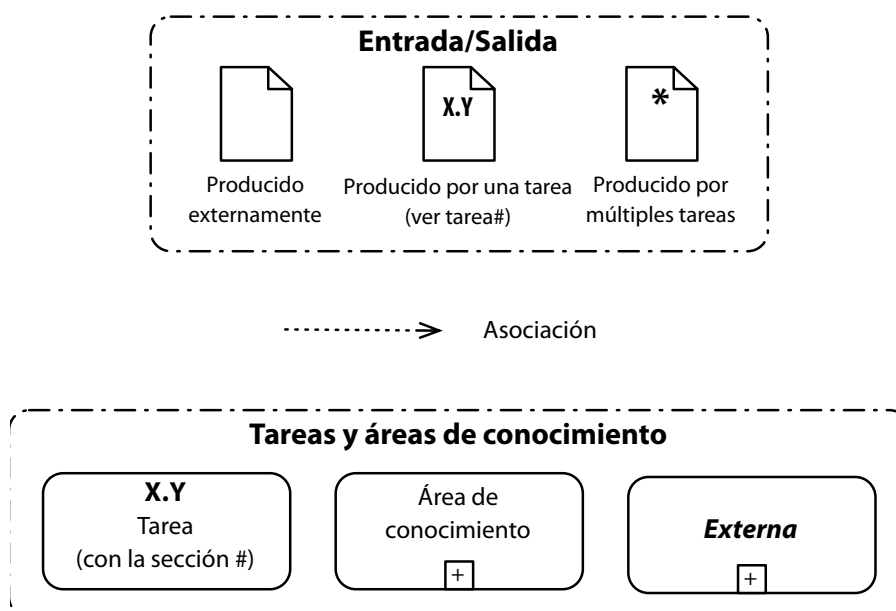 Entrada/Salida
X.Y
*
Producido
externamente
Producido por una tarea
(ver tarea#)
Producido por
múltiples tareas
Asociación
Tareas y áreas de conocimiento
X.Y
Tarea
(con la sección #)
Área de
conocimiento
+
Externa
+